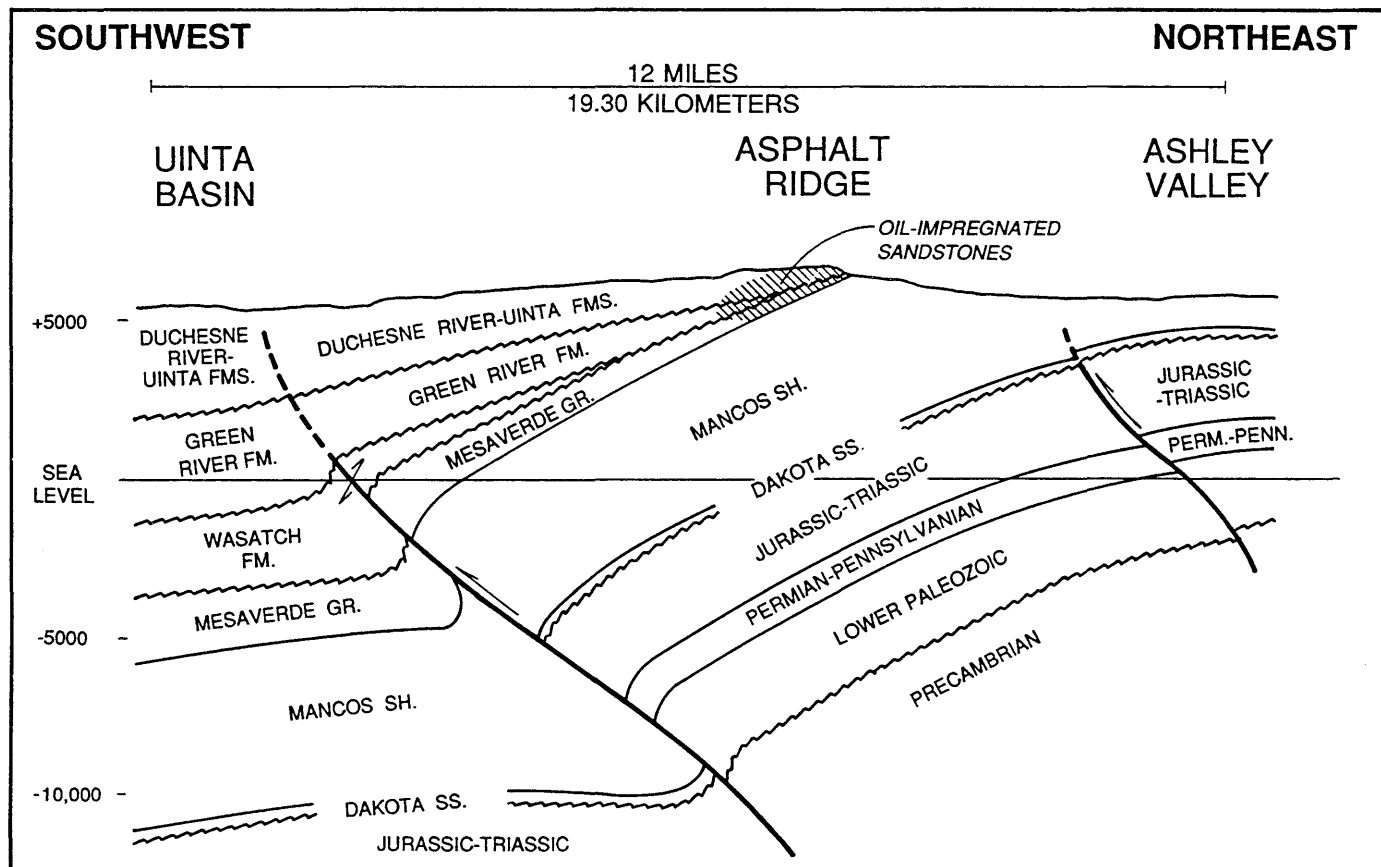 SOUTHWEST
NORTHEAST
12 MILES
19.30 KILOMETERS
UINTA
BASIN
ASPHALT
RIDGE
ASHLEY
VALLEY
OIL-IMPREGNATED
SANDSTONES
+5000
DUCHESNE
RIVER-
UINTA FMS.
DUCHESNE RIVER-UINTA FMS.
GREEN RIVER FM.
MESAVERDE GR.
MANCOS SH.
JURASSIC
-TRIASSIC
PERM.-PENN.
GREEN
RIVER FM.
SEA
LEVEL
DAKOTA SS.
JURASSIC-TRIASSIC
WASATCH
FM.
PERMIAN-PENNSYLVANIAN
LOWER PALEOZOIC
MESAVERDE GR.
-5000
PRECAMBRIAN
MANCOS SH.
-10,000
DAKOTA SS.
JURASSIC-TRIASSIC